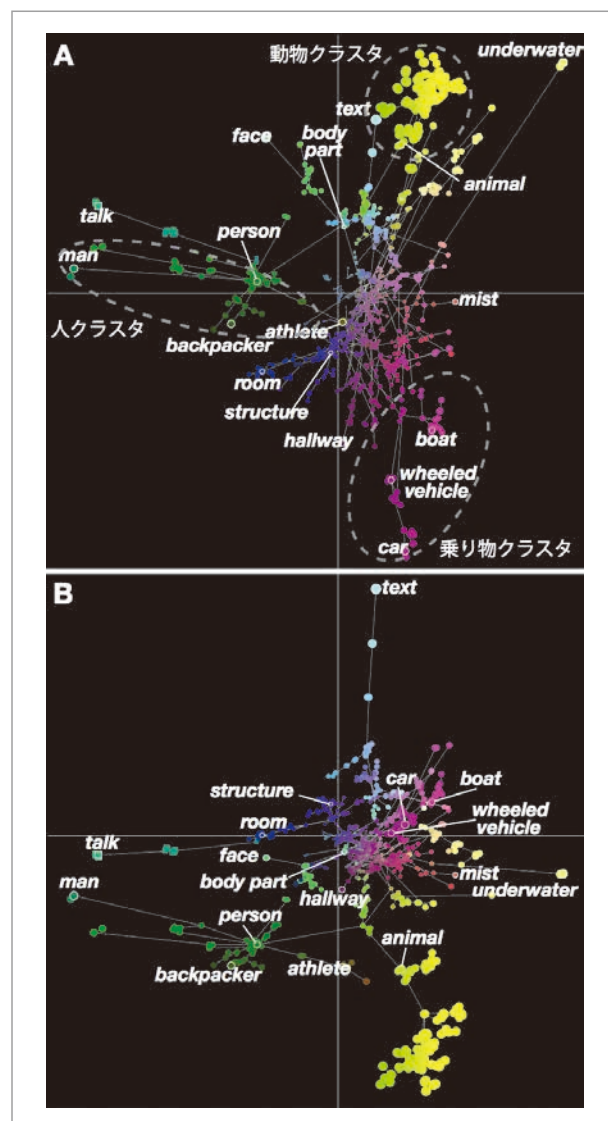 A
動物クラスタ
underwater
text
face
body
part
animal
talk
person
man
mist
人クラスタ
athlete
backpacker
room
structure
hallway
boat
wheeled
vehicle
car
乗り物クラスタ
B
text
structure
car
boat
room
wheeled
vehicle
talk
face
body part
mist
man
hallway
underwater
person
animal
backpacker
athlete